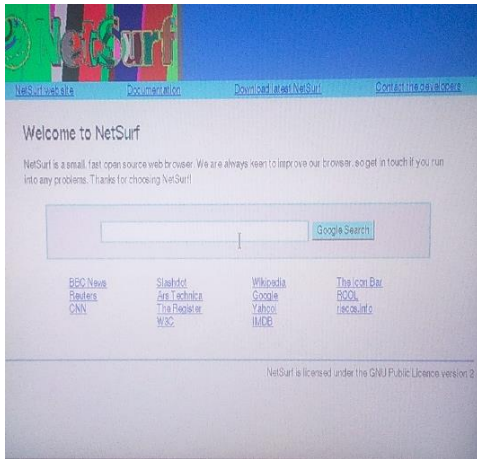 NetSurf
NetSurf web site Documentation Download latest NetSurf Contact the developers
Welcome to NetSurf
NetSurf is a small, fast open source web browser. We are always keen to improve our browser, so get in touch if you run
into any problems. Thanks for choosing NetSurf!
Google Search
BBC News Slashdot Wikipedia The Icon Bar
Reuters Ars Technica Google ROOL
CNN The Register Yahoo! riscos.info
W3C IMDB
NetSurf is licensed under the GNU Public Licence version 2